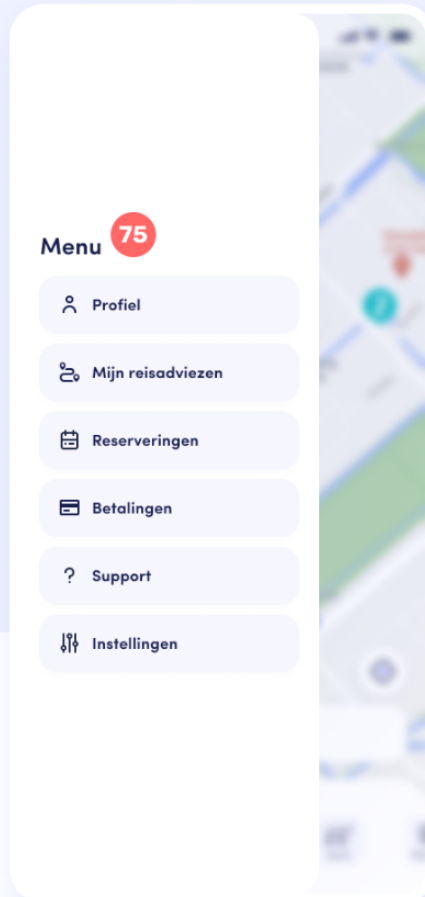 Menu 75
Profiel
Mijn reisadviezen
Reserveringen
Betalingen
Support
Instellingen